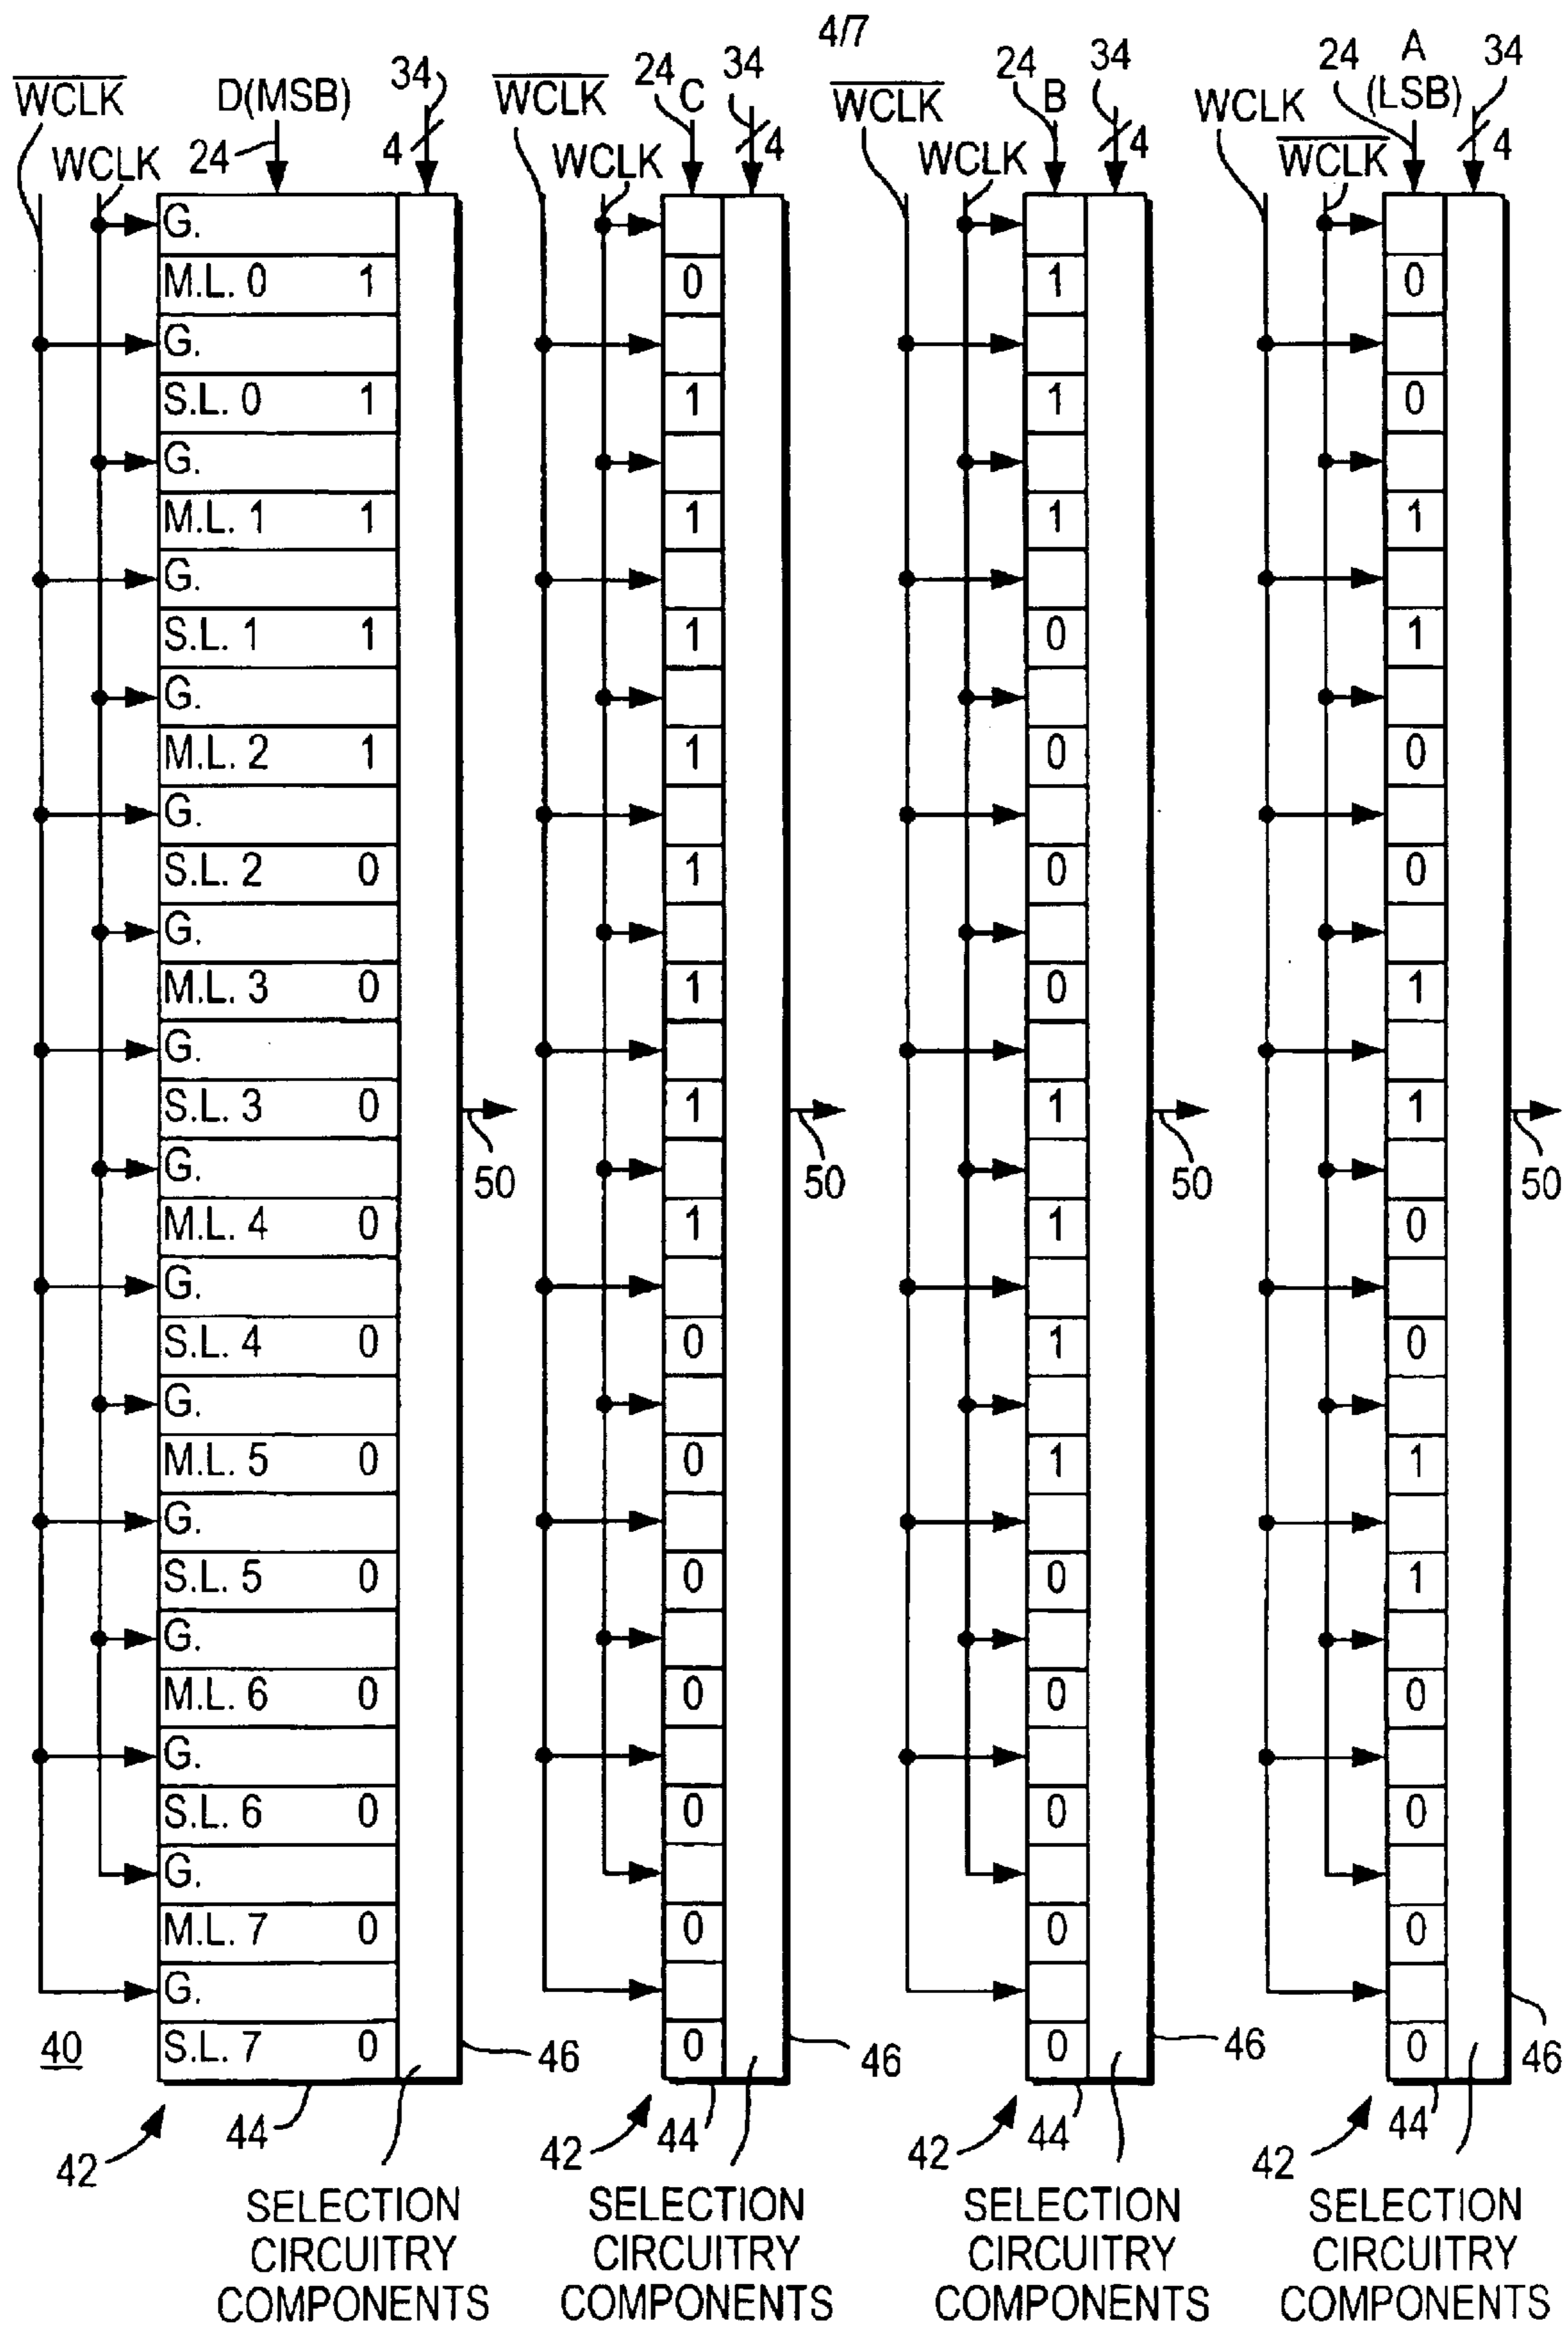 4/7
WCLK D(MSB) 34 WCLK 24 C 34 WCLK 24 B 34 WCLK 24 A (LSB) 34
WCLK 24 4 WCLK 4 WCLK 4 WCLK 4
G.
M.L. 0 1 0 1 0
G.
S.L. 0 1 1 1 0
G.
M.L. 1 1 1 1 1
G.
S.L. 1 1 1 0 1
G.
M.L. 2 1 1 0 0
G.
S.L. 2 0 1 0 0
G.
M.L. 3 0 1 0 1
G.
S.L. 3 0 1 1 1
50 50 50 50
G.
M.L. 4 0 1 1 0
G.
S.L. 4 0 0 1 0
G.
M.L. 5 0 0 1 1
G.
S.L. 5 0 0 0 1
G.
M.L. 6 0 0 0 0
G.
S.L. 6 0 0 0 0
G.
M.L. 7 0 0 0 0
G.
40 S.L. 7 0 46 0 46 0 46 0 46
42 44 42 44 42 44 42 44
SELECTION SELECTION SELECTION SELECTION
CIRCUITRY CIRCUITRY CIRCUITRY CIRCUITRY
COMPONENTS COMPONENTS COMPONENTS COMPONENTS